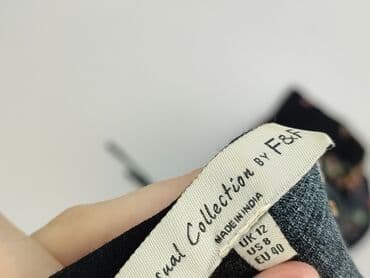 sual Collection BY F&F
MADE IN INDIA
UK 12
US 8
EU 40